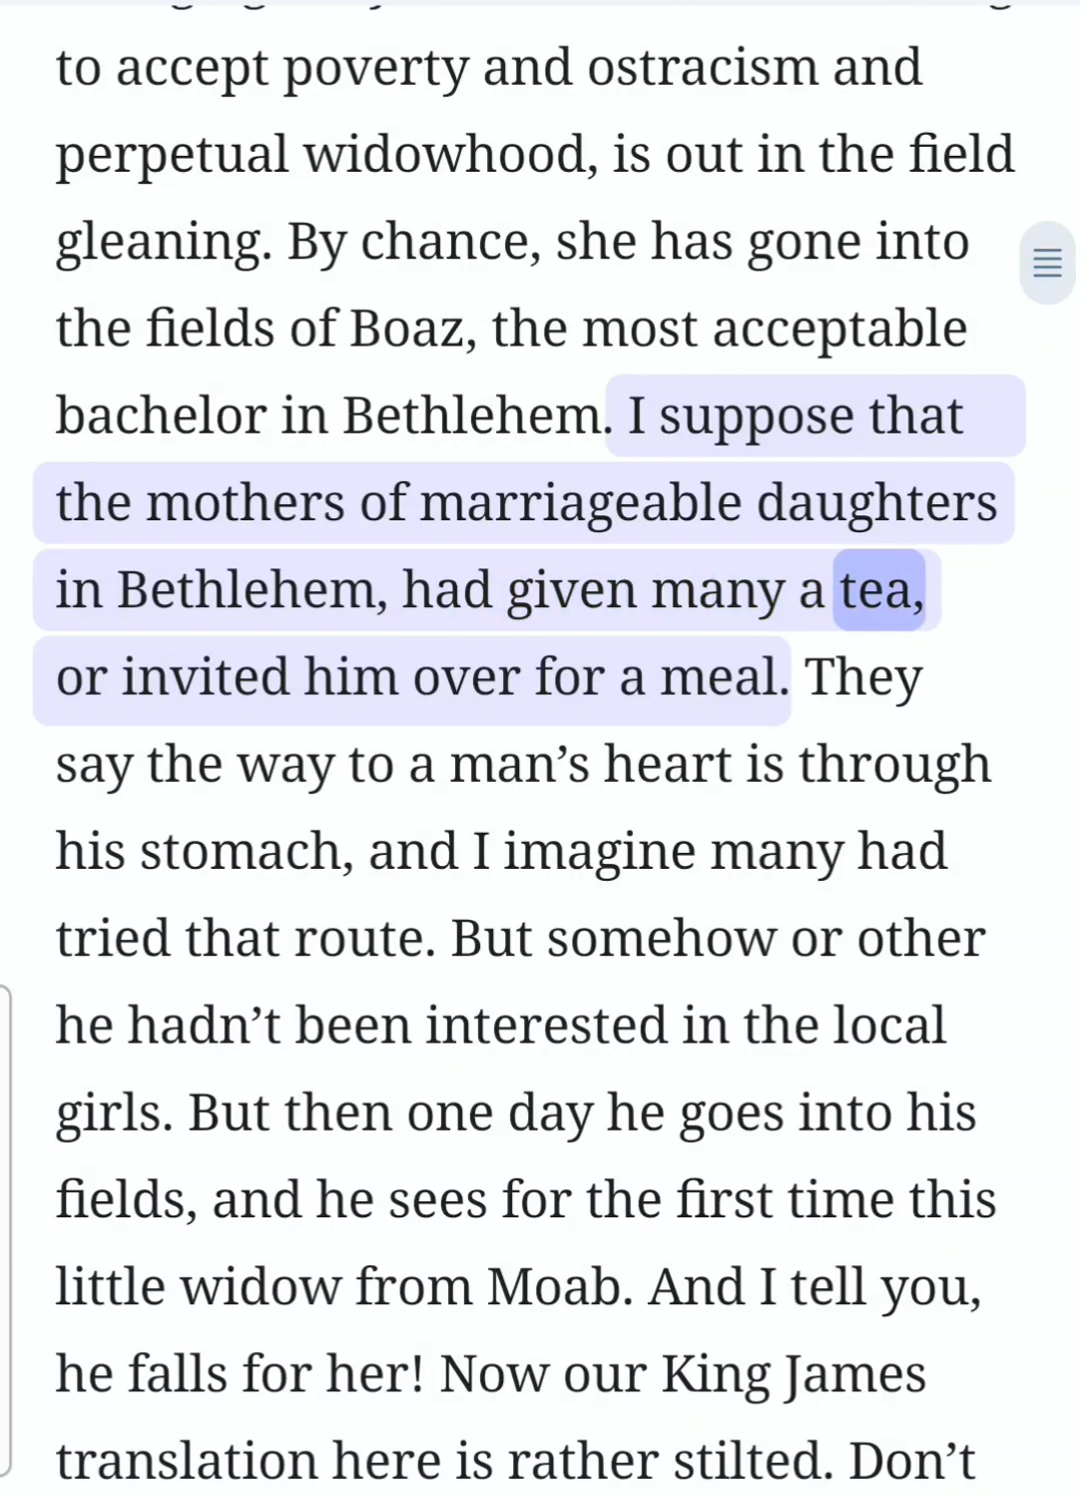 to accept poverty and ostracism and
perpetual widowhood, is out in the field
gleaning. By chance, she has gone into
the fields of Boaz, the most acceptable
bachelor in Bethlehem. I suppose that
the mothers of marriageable daughters
in Bethlehem, had given many a tea,
or invited him over for a meal. They
say the way to a man’s heart is through
his stomach, and I imagine many had
tried that route. But somehow or other
he hadn’t been interested in the local
girls. But then one day he goes into his
fields, and he sees for the first time this
little widow from Moab. And I tell you,
he falls for her! Now our King James
translation here is rather stilted. Don’t